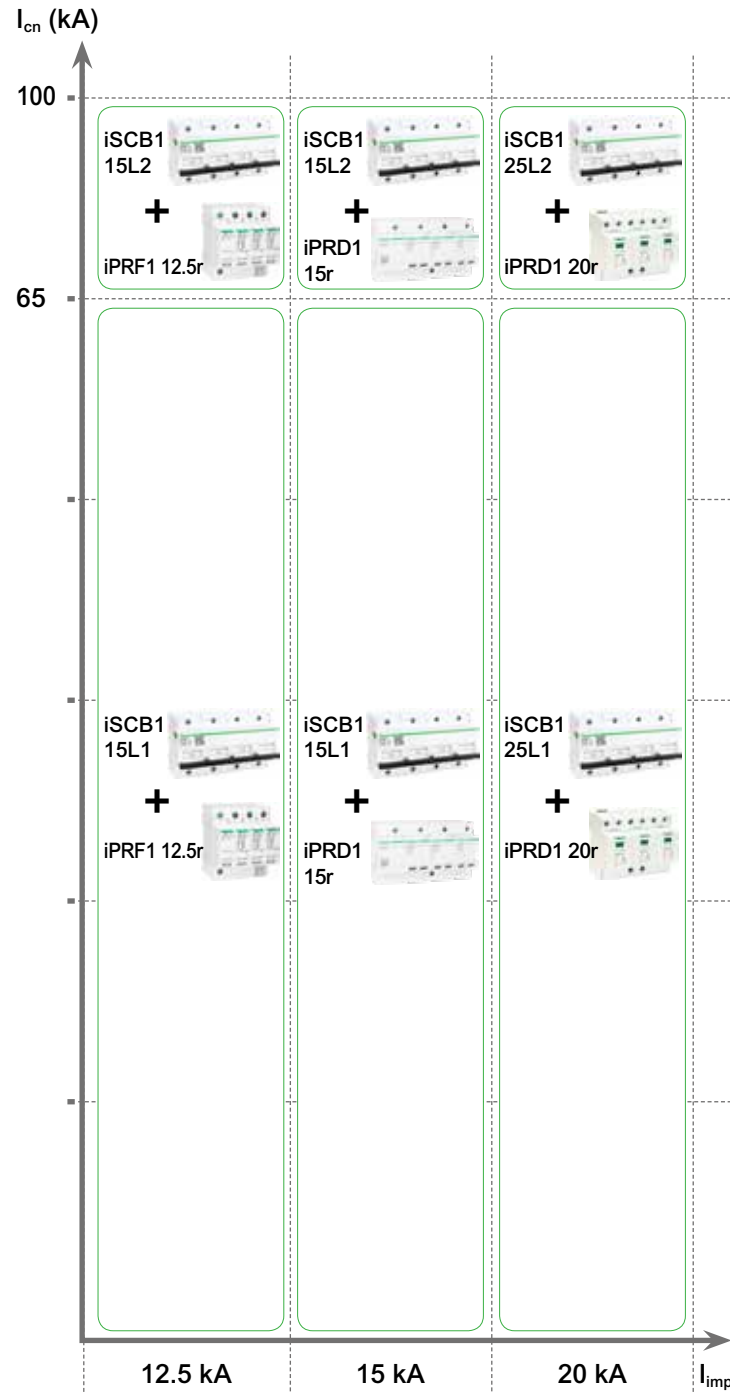 Icn (kA)
100
iSCB1
15L2
+
iPRF1 12.5r
iSCB1
15L2
+
iPRD1
15r
iSCB1
25L2
+
iPRD1 20r
65
iSCB1
15L1
+
iPRF1 12.5r
iSCB1
15L1
+
iPRD1
15r
iSCB1
25L1
+
iPRD1 20r
12.5 kA
15 kA
20 kA
Iimp